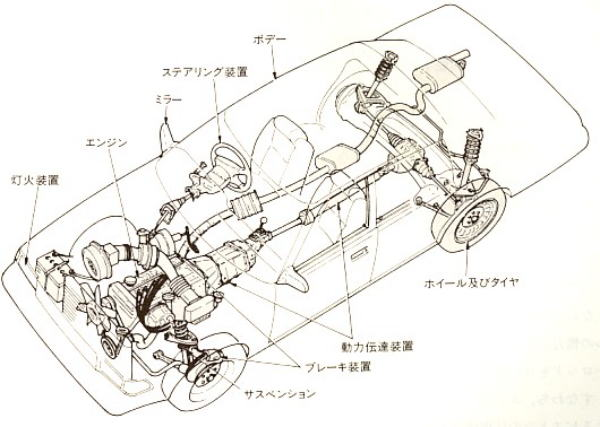 ボデー
ステアリング装置
ミラー
エンジン
灯火装置
ホイール及びタイヤ
動力伝達装置
ブレーキ装置
サスペンション